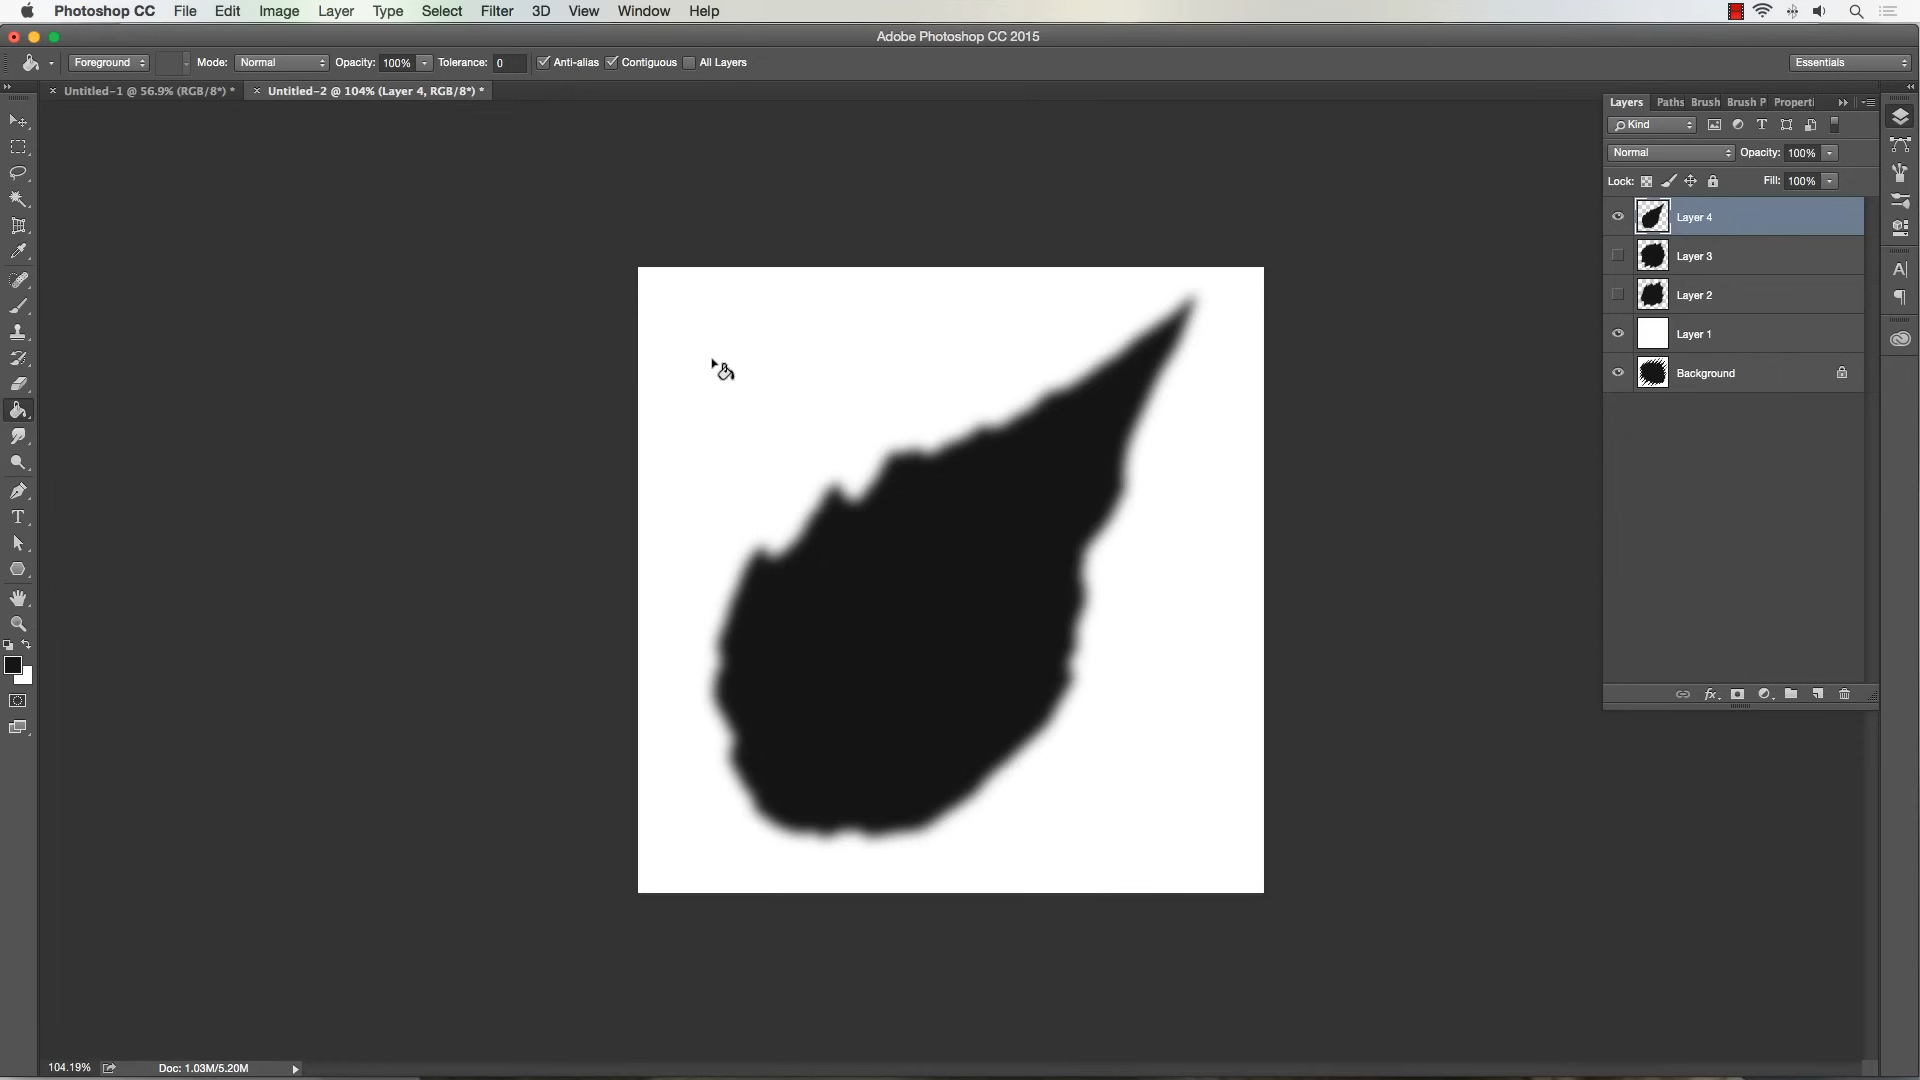 Photoshop CC File Edit Image Layer Type Select Filter 3D View Window Help
Adobe Photoshop CC 2015
Foreground Mode: Normal Opacity: 100% Tolerance: 0 Anti-alias Contiguous All Layers Essentials
Untitled-1 @ 56.9% (RGB/8*) * Untitled-2 @ 104% (Layer 4, RGB/8*) *
Layers Paths Brush Brush P Properti
Kind
Normal Opacity: 100%
Lock: Fill: 100%
Layer 4
Layer 3
Layer 2
Layer 1
Background
104.19% Doc: 1.03M/5.20M